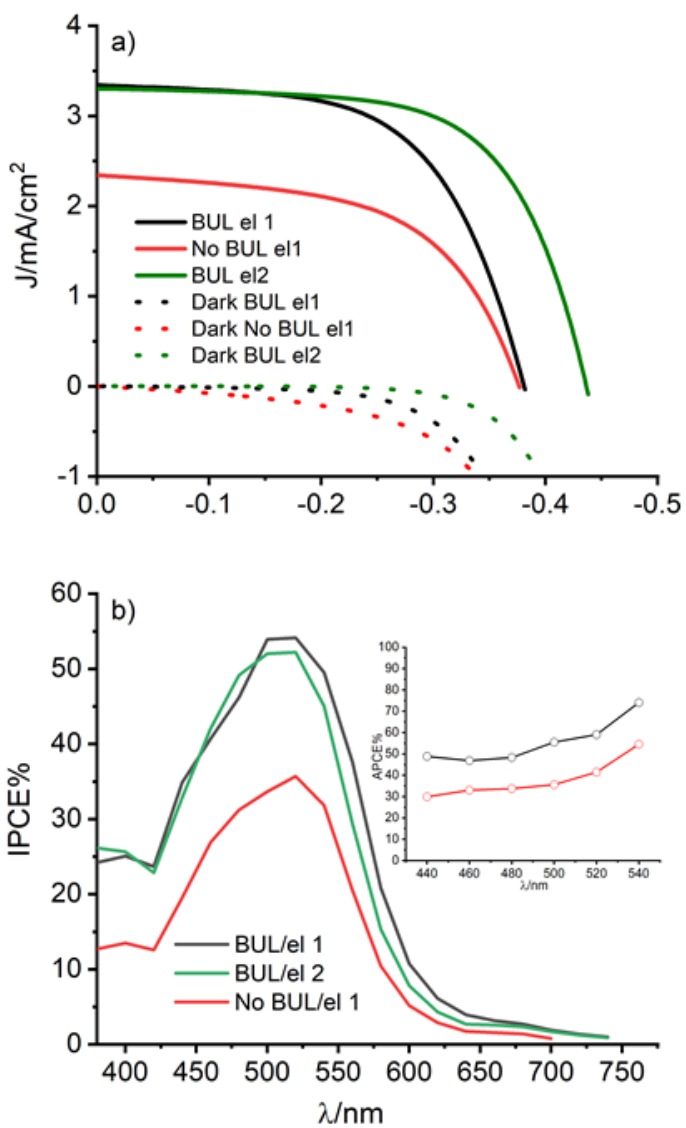 a)
J/mA/cm²
4
3
2
1
0
-1
BUL el 1
No BUL el1
BUL el2
Dark BUL el1
Dark No BUL el1
Dark BUL el2
0.0 -0.1 -0.2 -0.3 -0.4 -0.5
b)
IPCE%
60
50
40
30
20
10
0
BUL/el 1
BUL/el 2
No BUL/el 1
400 450 500 550 600 650 700 750
λ/nm
APCE%
100
90
80
70
60
50
40
30
20
10
0
440 460 480 500 520 540
λ/nm